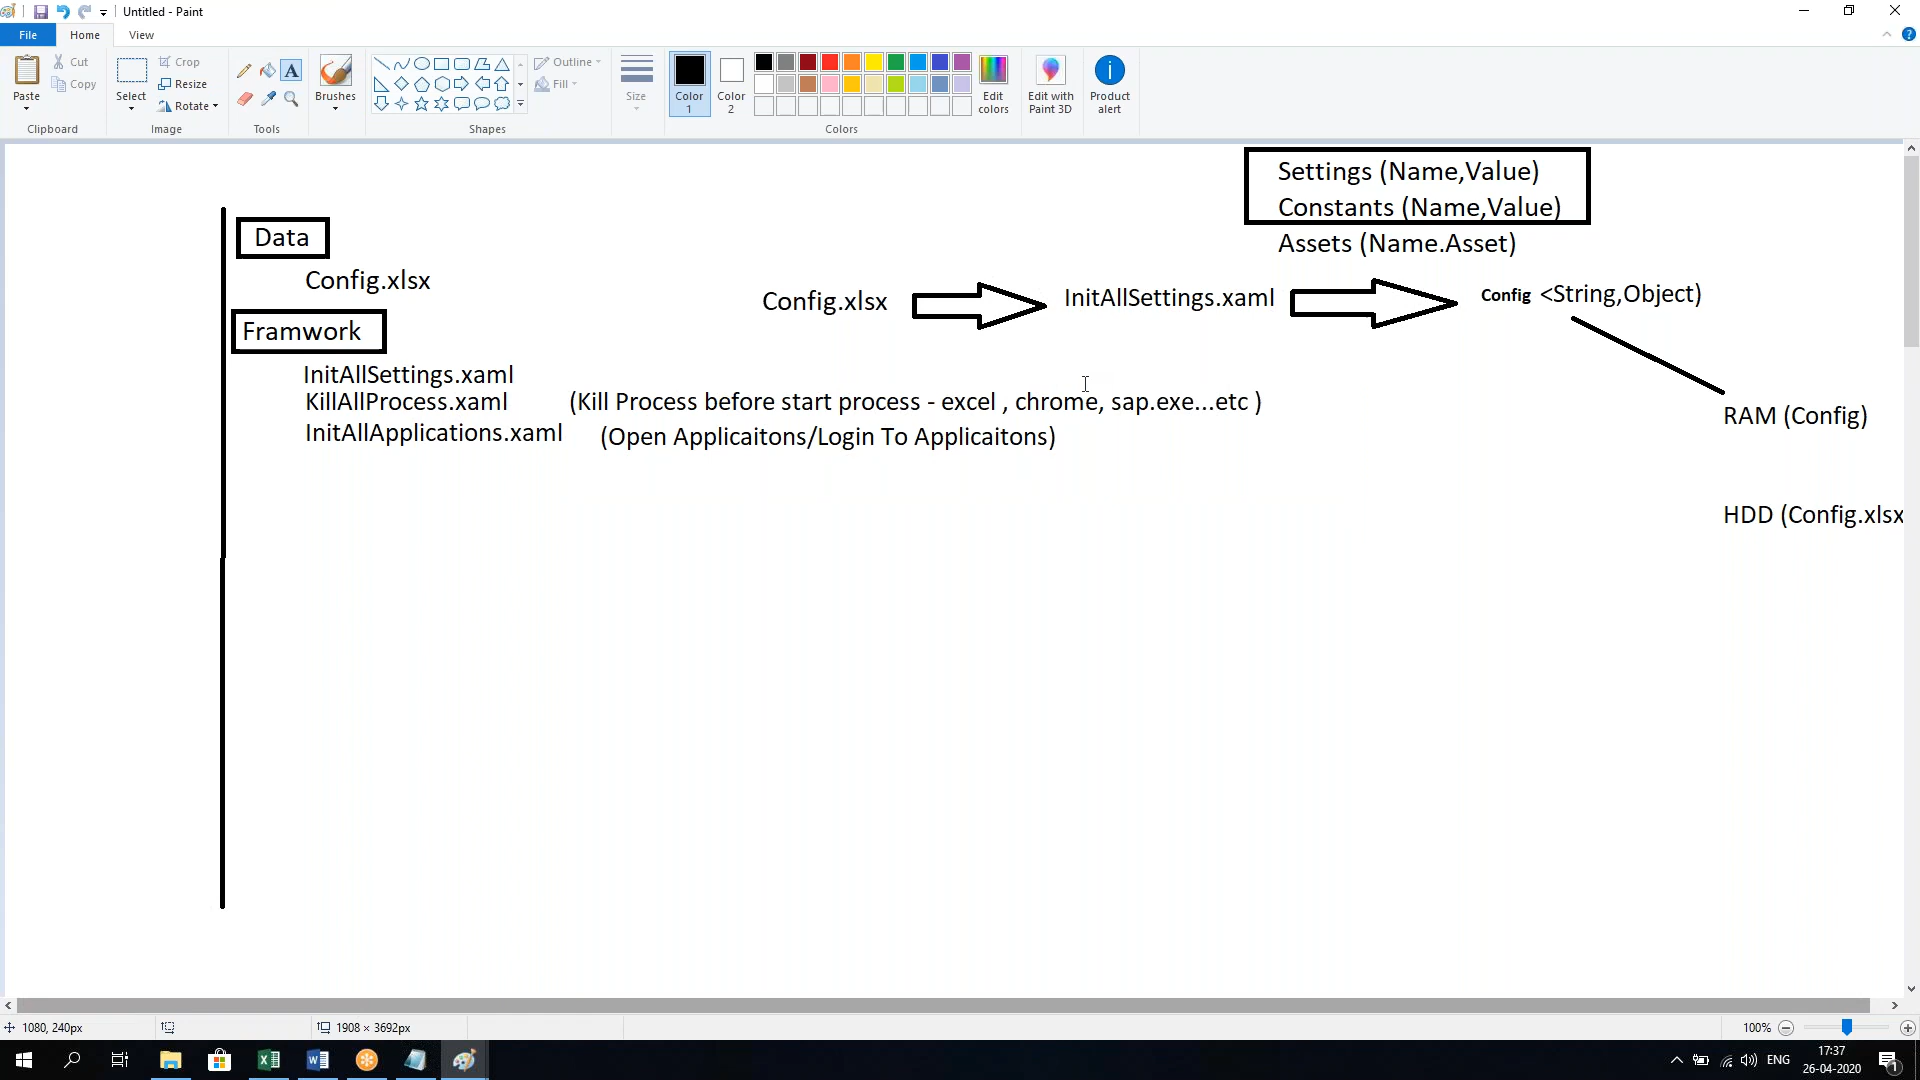 Untitled - Paint
File
Home
View
Paste
Cut
Copy
Clipboard
Select
Crop
Resize
Rotate
Image
A
Tools
Brushes
Shapes
Outline
Fill
Size
Color 1
Color 2
Edit colors
Colors
Edit with Paint 3D
Product alert
Settings (Name,Value)
Constants (Name,Value)
Assets (Name.Asset)
Data
Config.xlsx
Framwork
Config.xlsx
InitAllSettings.xaml
Config <String,Object)
InitAllSettings.xaml
KillAllProcess.xaml (Kill Process before start process - excel , chrome, sap.exe...etc )
InitAllApplications.xaml (Open Applicaitons/Login To Applicaitons)
RAM (Config)
HDD (Config.xlsx
1080, 240px
1908 × 3692px
100%
ENG
17:37
26-04-2020
1